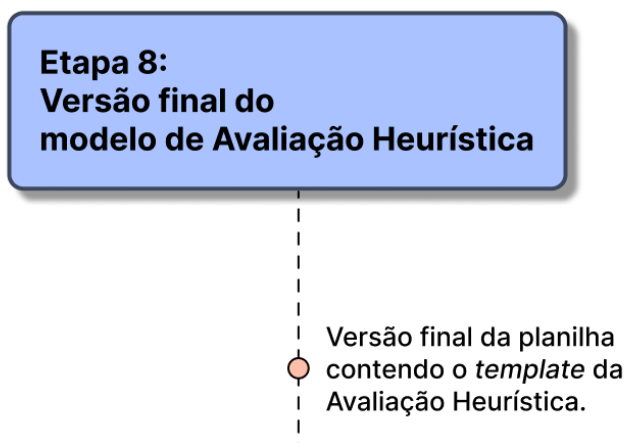 Etapa 8:
Versão final do
modelo de Avaliação Heurística
Versão final da planilha
contendo o template da
Avaliação Heurística.